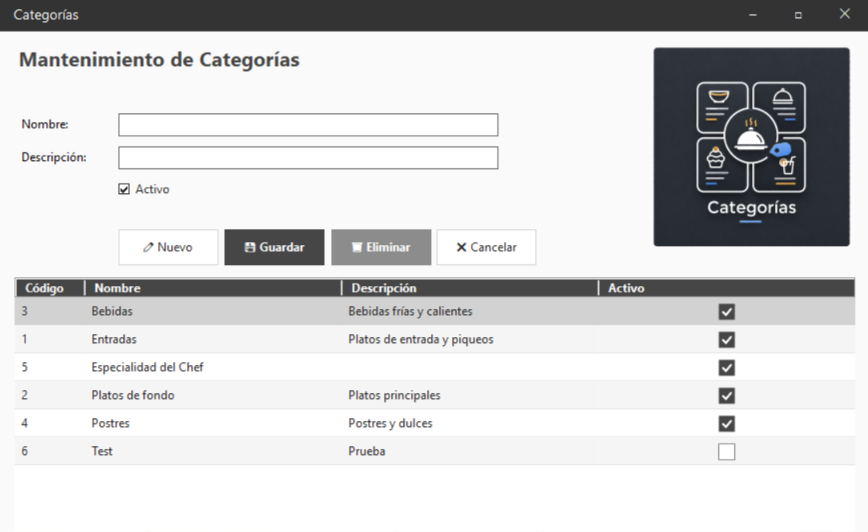 Categorías
Mantenimiento de Categorías
Nombre:
Descripción:
Activo
Categorías
Nuevo Guardar Eliminar Cancelar
Código Nombre Descripción Activo
3 Bebidas Bebidas frías y calientes
1 Entradas Platos de entrada y piqueos
5 Especialidad del Chef
2 Platos de fondo Platos principales
4 Postres Postres y dulces
6 Test Prueba